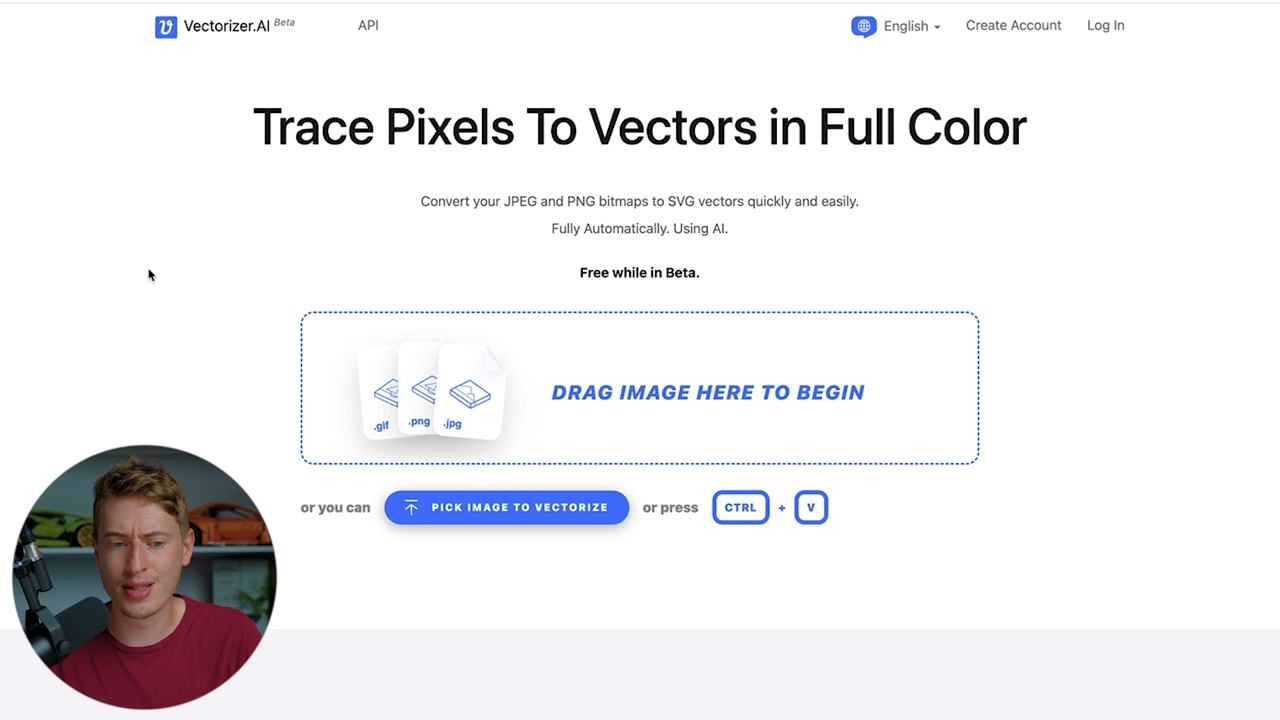 Vectorizer.AI Beta
API
English
Create Account
Log In
Trace Pixels To Vectors in Full Color
Convert your JPEG and PNG bitmaps to SVG vectors quickly and easily.
Fully Automatically. Using AI.
Free while in Beta.
.gif
.png
.jpg
DRAG IMAGE HERE TO BEGIN
or you can
PICK IMAGE TO VECTORIZE
or press
CTRL + V